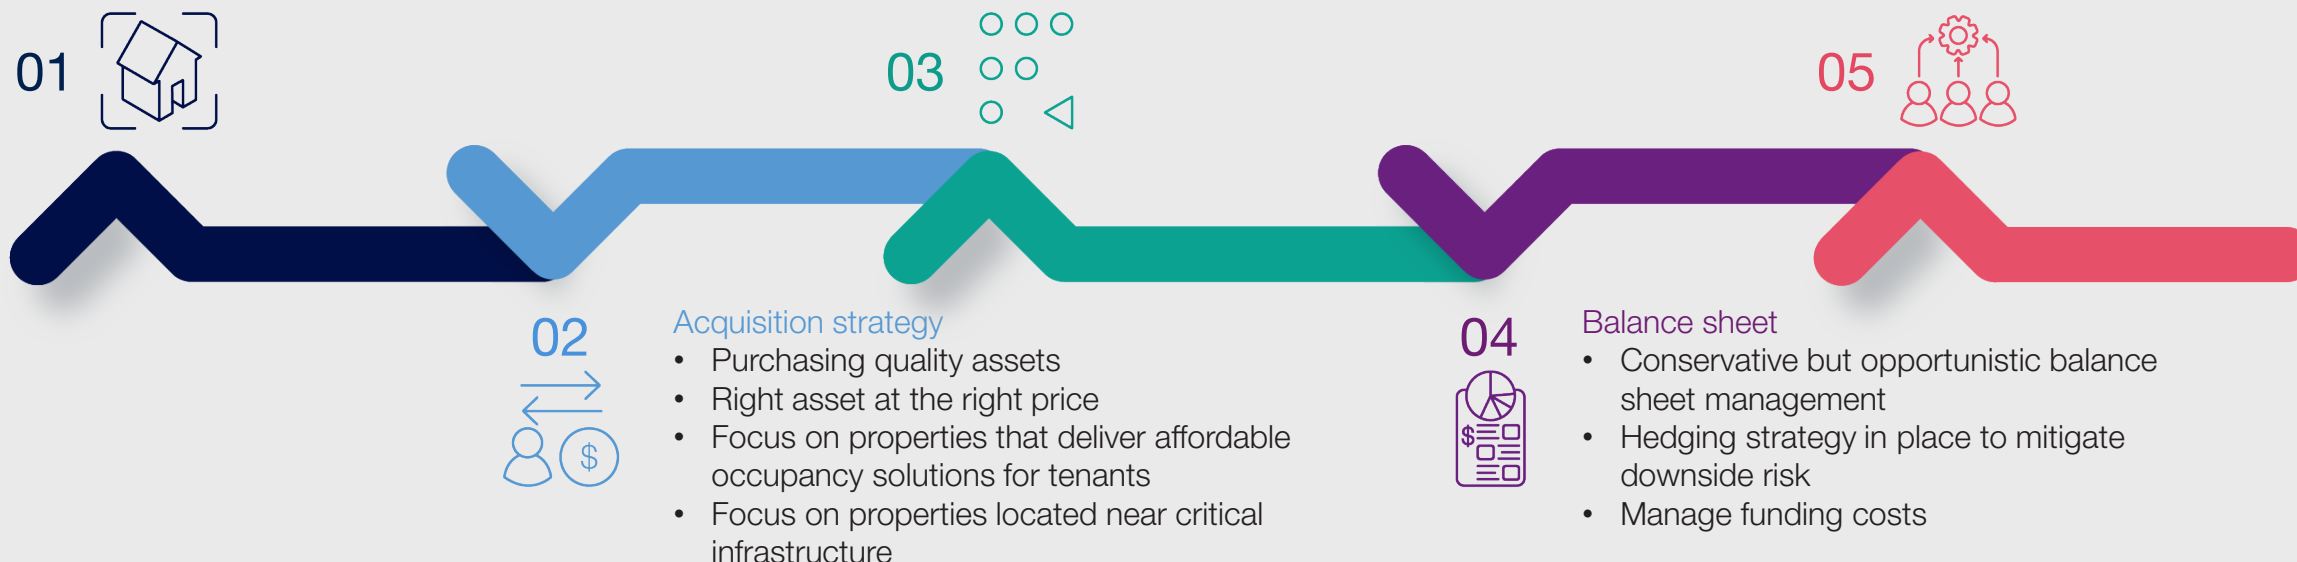 01
03
05
02
Acquisition strategy
• Purchasing quality assets
• Right asset at the right price
• Focus on properties that deliver affordable
occupancy solutions for tenants
• Focus on properties located near critical
infrastructure
$
04
Balance sheet
• Conservative but opportunistic balance
sheet management
• Hedging strategy in place to mitigate
downside risk
• Manage funding costs
$